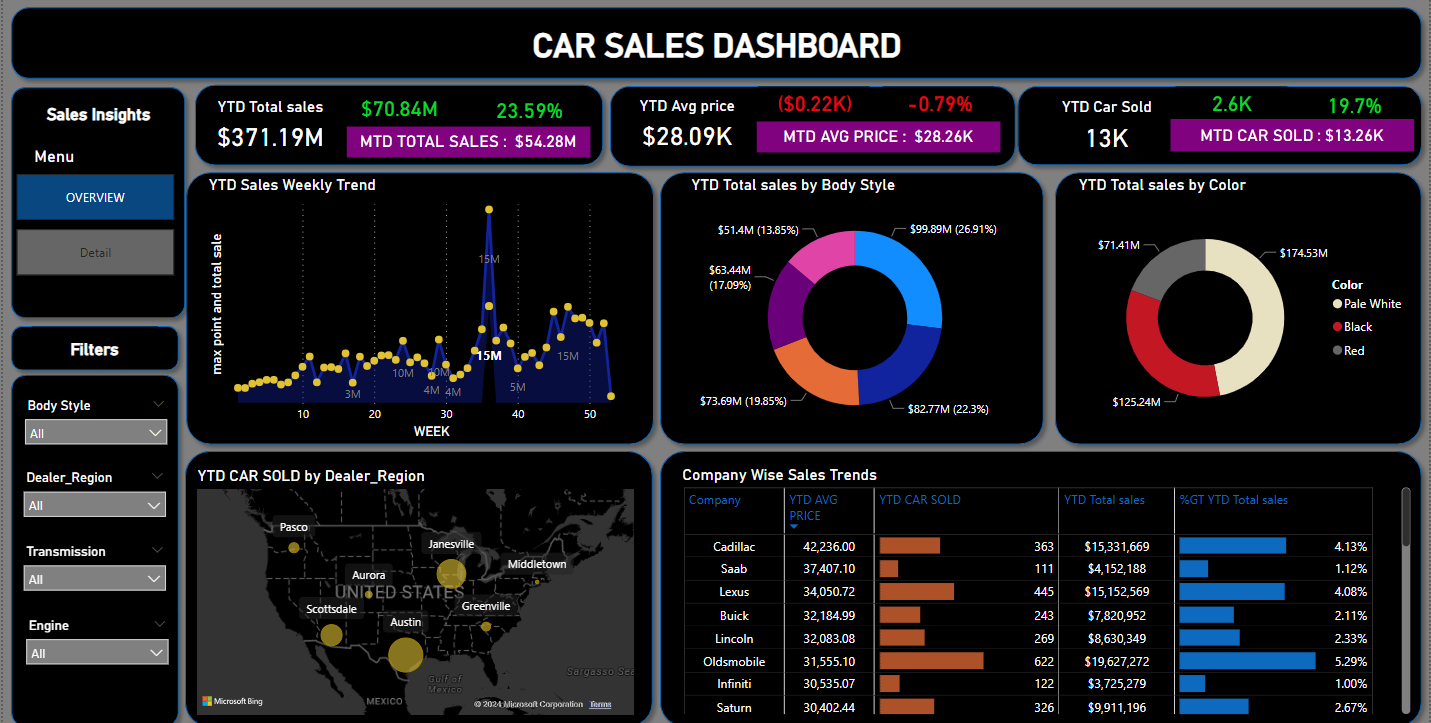 CAR SALES DASHBOARD
Sales Insights
Menu
OVERVIEW
Detail
YTD Total sales
$70.84M
23.59%
$371.19M
MTD TOTAL SALES : $54.28M
YTD Avg price
($0.22K)
-0.79%
$28.09K
MTD AVG PRICE : $28.26K
YTD Car Sold
2.6K
19.7%
13K
MTD CAR SOLD : $13.26K
Filters
Body Style
All
Dealer_Region
All
Transmission
All
Engine
All
YTD Sales Weekly Trend
max point and total sale
15M
15M
15M
10M
10M
3M
4M
4M
5M
10
20
30
40
50
WEEK
YTD Total sales by Body Style
$51.4M (13.85%)
$99.89M (26.91%)
$63.44M
(17.09%)
$73.69M (19.85%)
$82.77M (22.3%)
YTD Total sales by Color
$71.41M
$174.53M
$125.24M
Color
Pale White
Black
Red
YTD CAR SOLD by Dealer_Region
Pasco
Janesville
Middletown
Aurora
UNITED STATES
Scottsdale
Greenville
Austin
Gulf of
Mexico
Sargasso Sea
MEXICO
Microsoft Bing
© 2024 Microsoft Corporation Terms
Company Wise Sales Trends
Company YTD AVG PRICE YTD CAR SOLD YTD Total sales %GT YTD Total sales
Cadillac 42,236.00 363 $15,331,669 4.13%
Saab 37,407.10 111 $4,152,188 1.12%
Lexus 34,050.72 445 $15,152,569 4.08%
Buick 32,184.99 243 $7,820,952 2.11%
Lincoln 32,083.08 269 $8,630,349 2.33%
Oldsmobile 31,555.10 622 $19,627,272 5.29%
Infiniti 30,535.07 122 $3,725,279 1.00%
Saturn 30,402.44 326 $9,911,196 2.67%